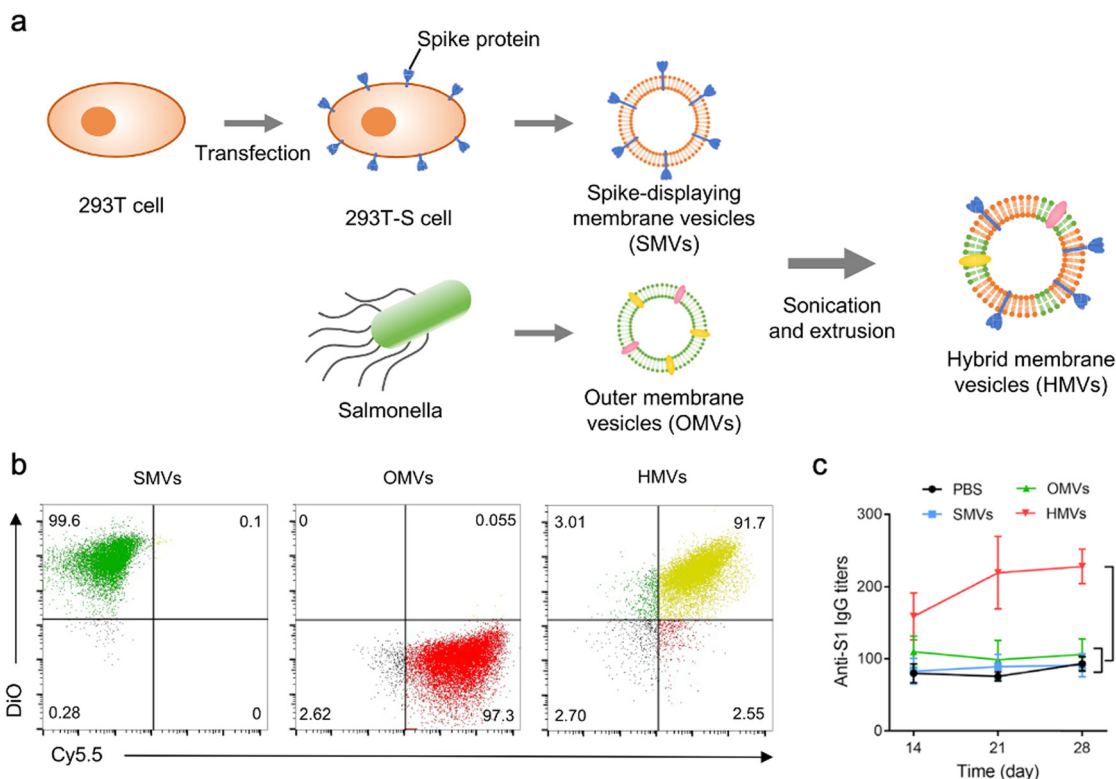 a
Spike protein
Transfection
293T cell
293T-S cell
Spike-displaying
membrane vesicles
(SMVs)
Salmonella
Outer membrane
vesicles (OMVs)
Sonication
and extrusion
Hybrid membrane
vesicles (HMVs)
b
SMVs
OMVs
HMVs
99.6
0.1
0.28
0
0
0.055
2.62
97.3
3.01
91.7
2.70
2.55
DiO
Cy5.5
c
PBS
OMVs
SMVs
HMVs
Anti-S1 IgG titers
300
200
100
0
14
21
28
Time (day)